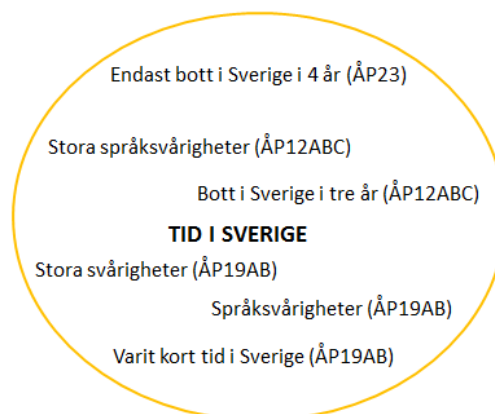 Endast bott i Sverige i 4 år (ÅP23)
Stora språksvårigheter (ÅP12ABC)
Bott i Sverige i tre år (ÅP12ABC)
TID I SVERIGE
Stora svårigheter (ÅP19AB)
Språksvårigheter (ÅP19AB)
Varit kort tid i Sverige (ÅP19AB)